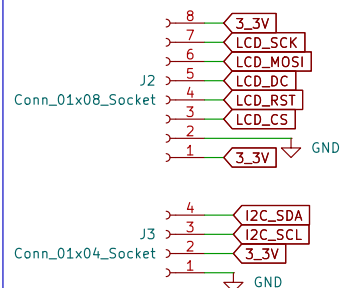 8 3_3V
7 LCD_SCK
6 LCD_MOSI
J2 5 LCD_DC
Conn_01x08_Socket 4 LCD_RST
3 LCD_CS
2 GND
1 3_3V
4 I2C_SDA
J3 3 I2C_SCL
Conn_01x04_Socket 2 3_3V
1 GND